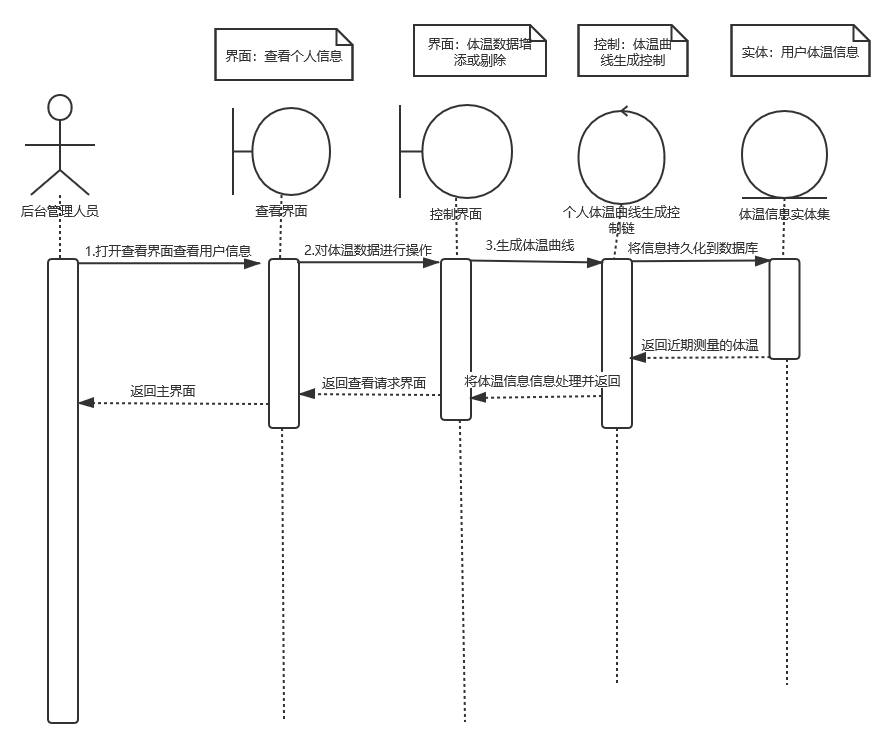 界面：查看个人信息
界面：体温数据增
添或剔除
控制：体温曲
线生成控制
实体：用户体温信息
后台管理人员
查看界面
控制界面
个人体温曲线生成控
制链
体温信息实体集
1.打开查看界面查看用户信息
2.对体温数据进行操作
3.生成体温曲线
将信息持久化到数据库
返回近期测量的体温
将体温信息信息处理并返回
返回查看请求界面
返回主界面